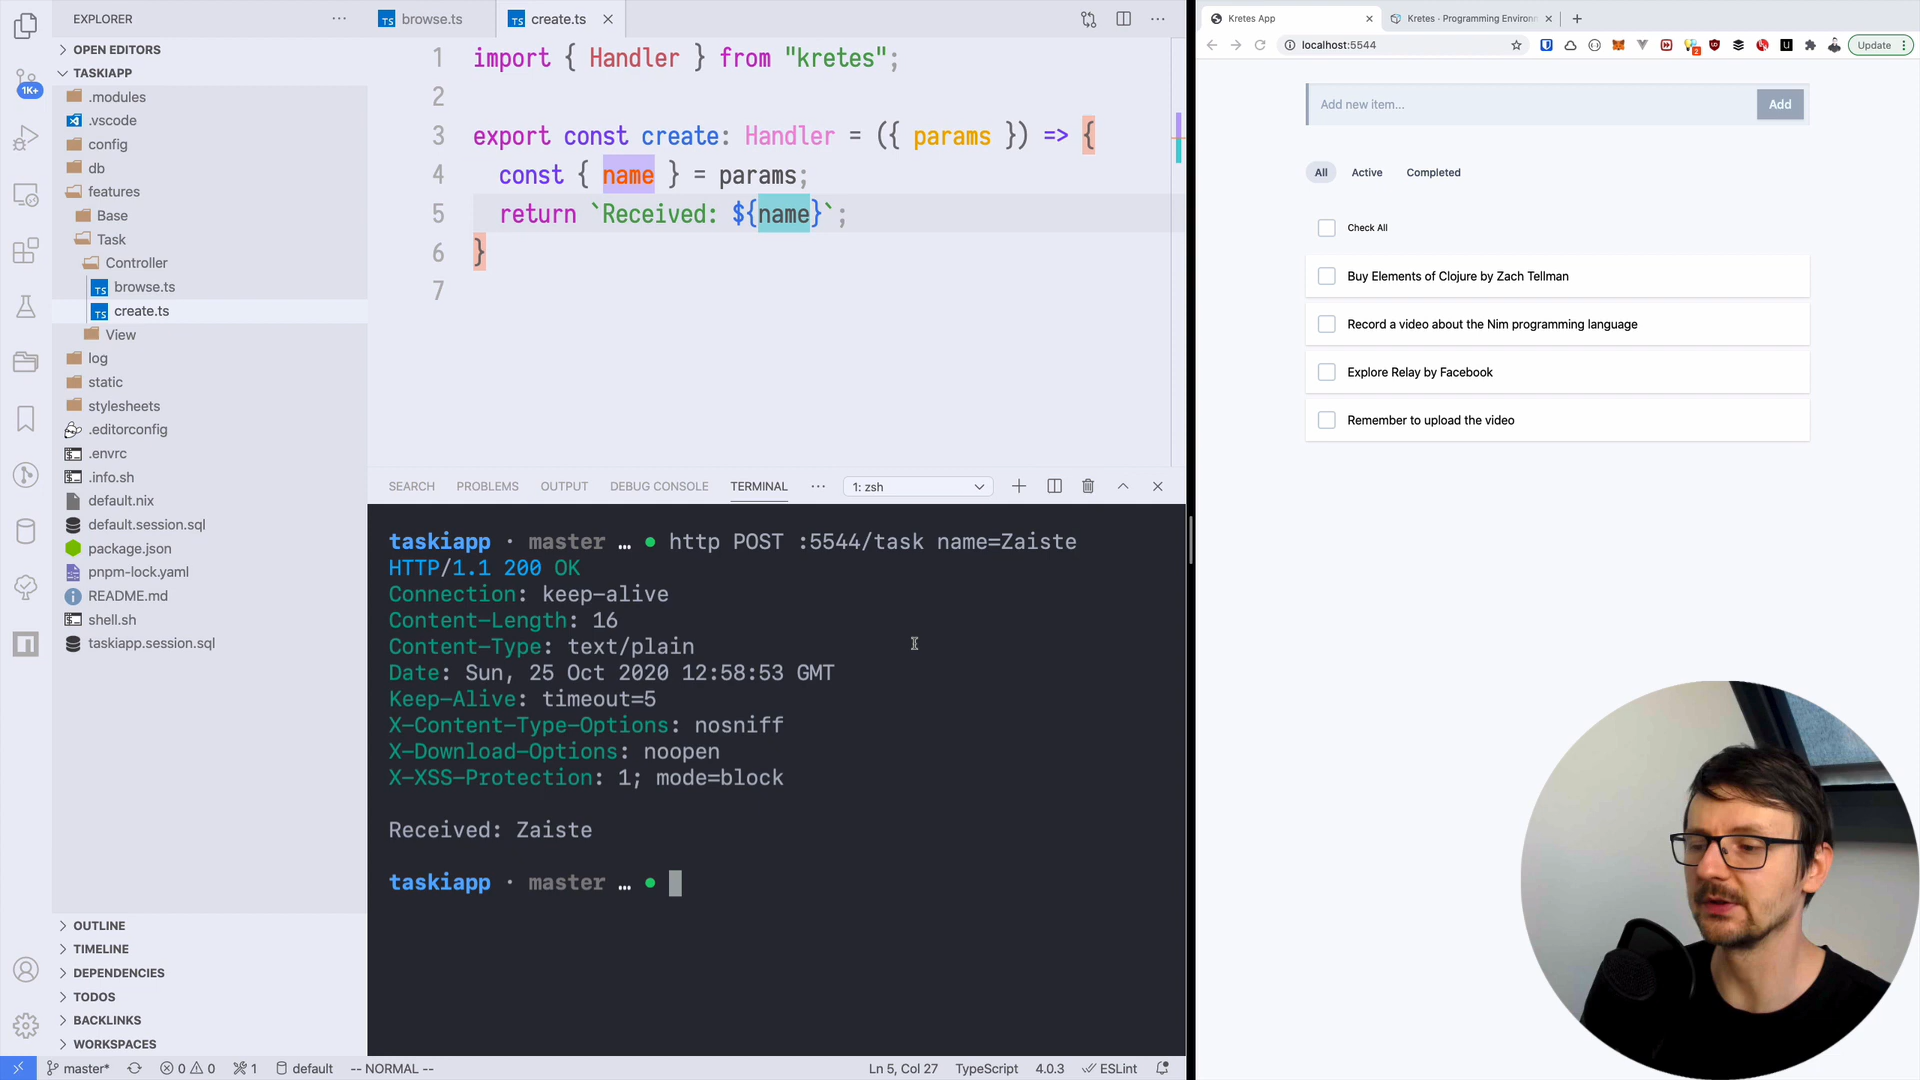 EXPLORER
OPEN EDITORS
TASKIAPP
.modules
.vscode
config
db
features
Base
Task
Controller
browse.ts
create.ts
View
log
static
stylesheets
.editorconfig
.envrc
.info.sh
default.nix
default.session.sql
package.json
pnpm-lock.yaml
README.md
shell.sh
taskiapp.session.sql
OUTLINE
TIMELINE
DEPENDENCIES
TODOS
BACKLINKS
WORKSPACES
1K+
browse.ts
create.ts
1 import { Handler } from "kretes";
2
3 export const create: Handler = ({ params }) => {
4 const { name } = params;
5 return `Received: ${name}`;
6 }
7
SEARCH PROBLEMS OUTPUT DEBUG CONSOLE TERMINAL 1: zsh
taskiapp · master … ● http POST :5544/task name=Zaiste
HTTP/1.1 200 OK
Connection: keep-alive
Content-Length: 16
Content-Type: text/plain
Date: Sun, 25 Oct 2020 12:58:53 GMT
Keep-Alive: timeout=5
X-Content-Type-Options: nosniff
X-Download-Options: noopen
X-XSS-Protection: 1; mode=block
Received: Zaiste
taskiapp · master … ●
master* 0 0 1 default -- NORMAL -- Ln 5, Col 27 TypeScript 4.0.3 ESLint
Kretes App
Kretes · Programming Environ
localhost:5544
Update
Add new item...
Add
All Active Completed
Check All
Buy Elements of Clojure by Zach Tellman
Record a video about the Nim programming language
Explore Relay by Facebook
Remember to upload the video